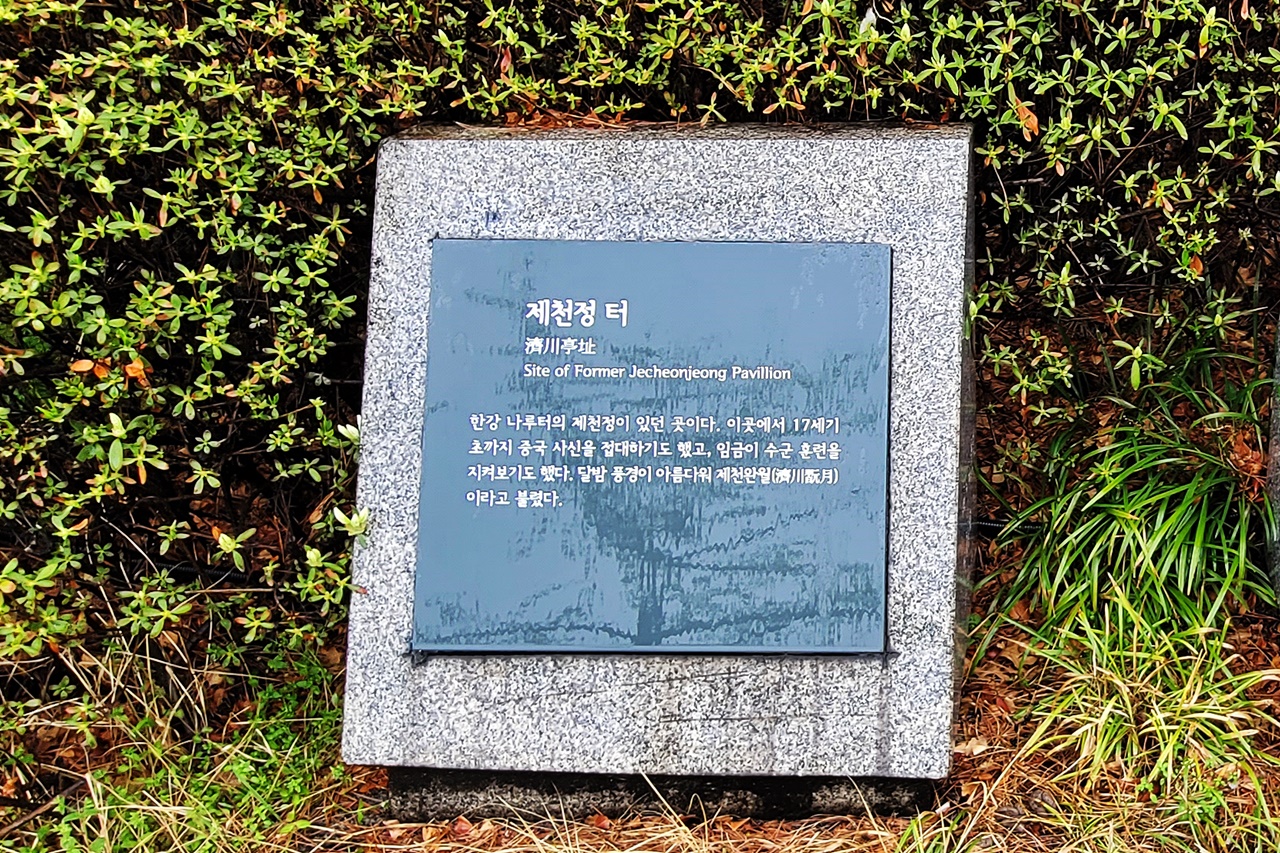 제천정 터
濟川亭址
Site of Former Jecheonjeong Pavilion
한강 나루터의 제천정이 있던 곳이다. 이곳에서 17세기
초까지 중국 사신을 접대하기도 했고, 임금이 수군 훈련을
지켜보기도 했다. 달밤 풍경이 아름다워 제천완월(濟川翫月)
이라고 불렸다.